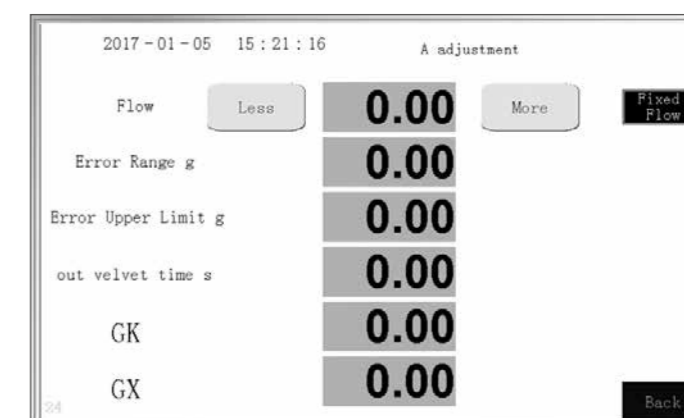 2017-01-05 15:21:16 A adjustment
Flow Less 0.00 More Fixed
Flow
Error Range g 0.00
Error Upper Limit g 0.00
out velvet time s 0.00
GK 0.00
GX 0.00
24 Back